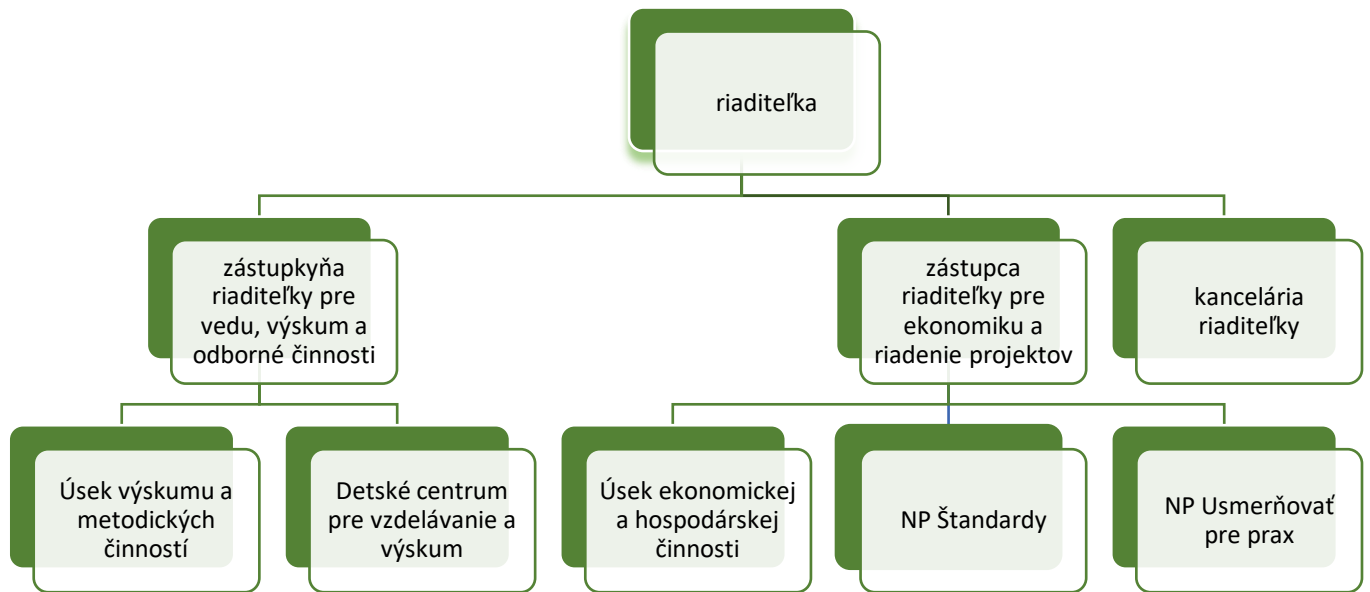 riaditeľka
zástupkyňa
riaditeľky pre
vedu, výskum a
odborné činnosti
zástupca
riaditeľky pre
ekonomiku a
riadenie projektov
kancelária
riaditeľky
Úsek výskumu a
metodických
činností
Detské centrum
pre vzdelávanie a
výskum
Úsek ekonomickej
a hospodárskej
činnosti
NP Štandardy
NP Usmerňovať
pre prax